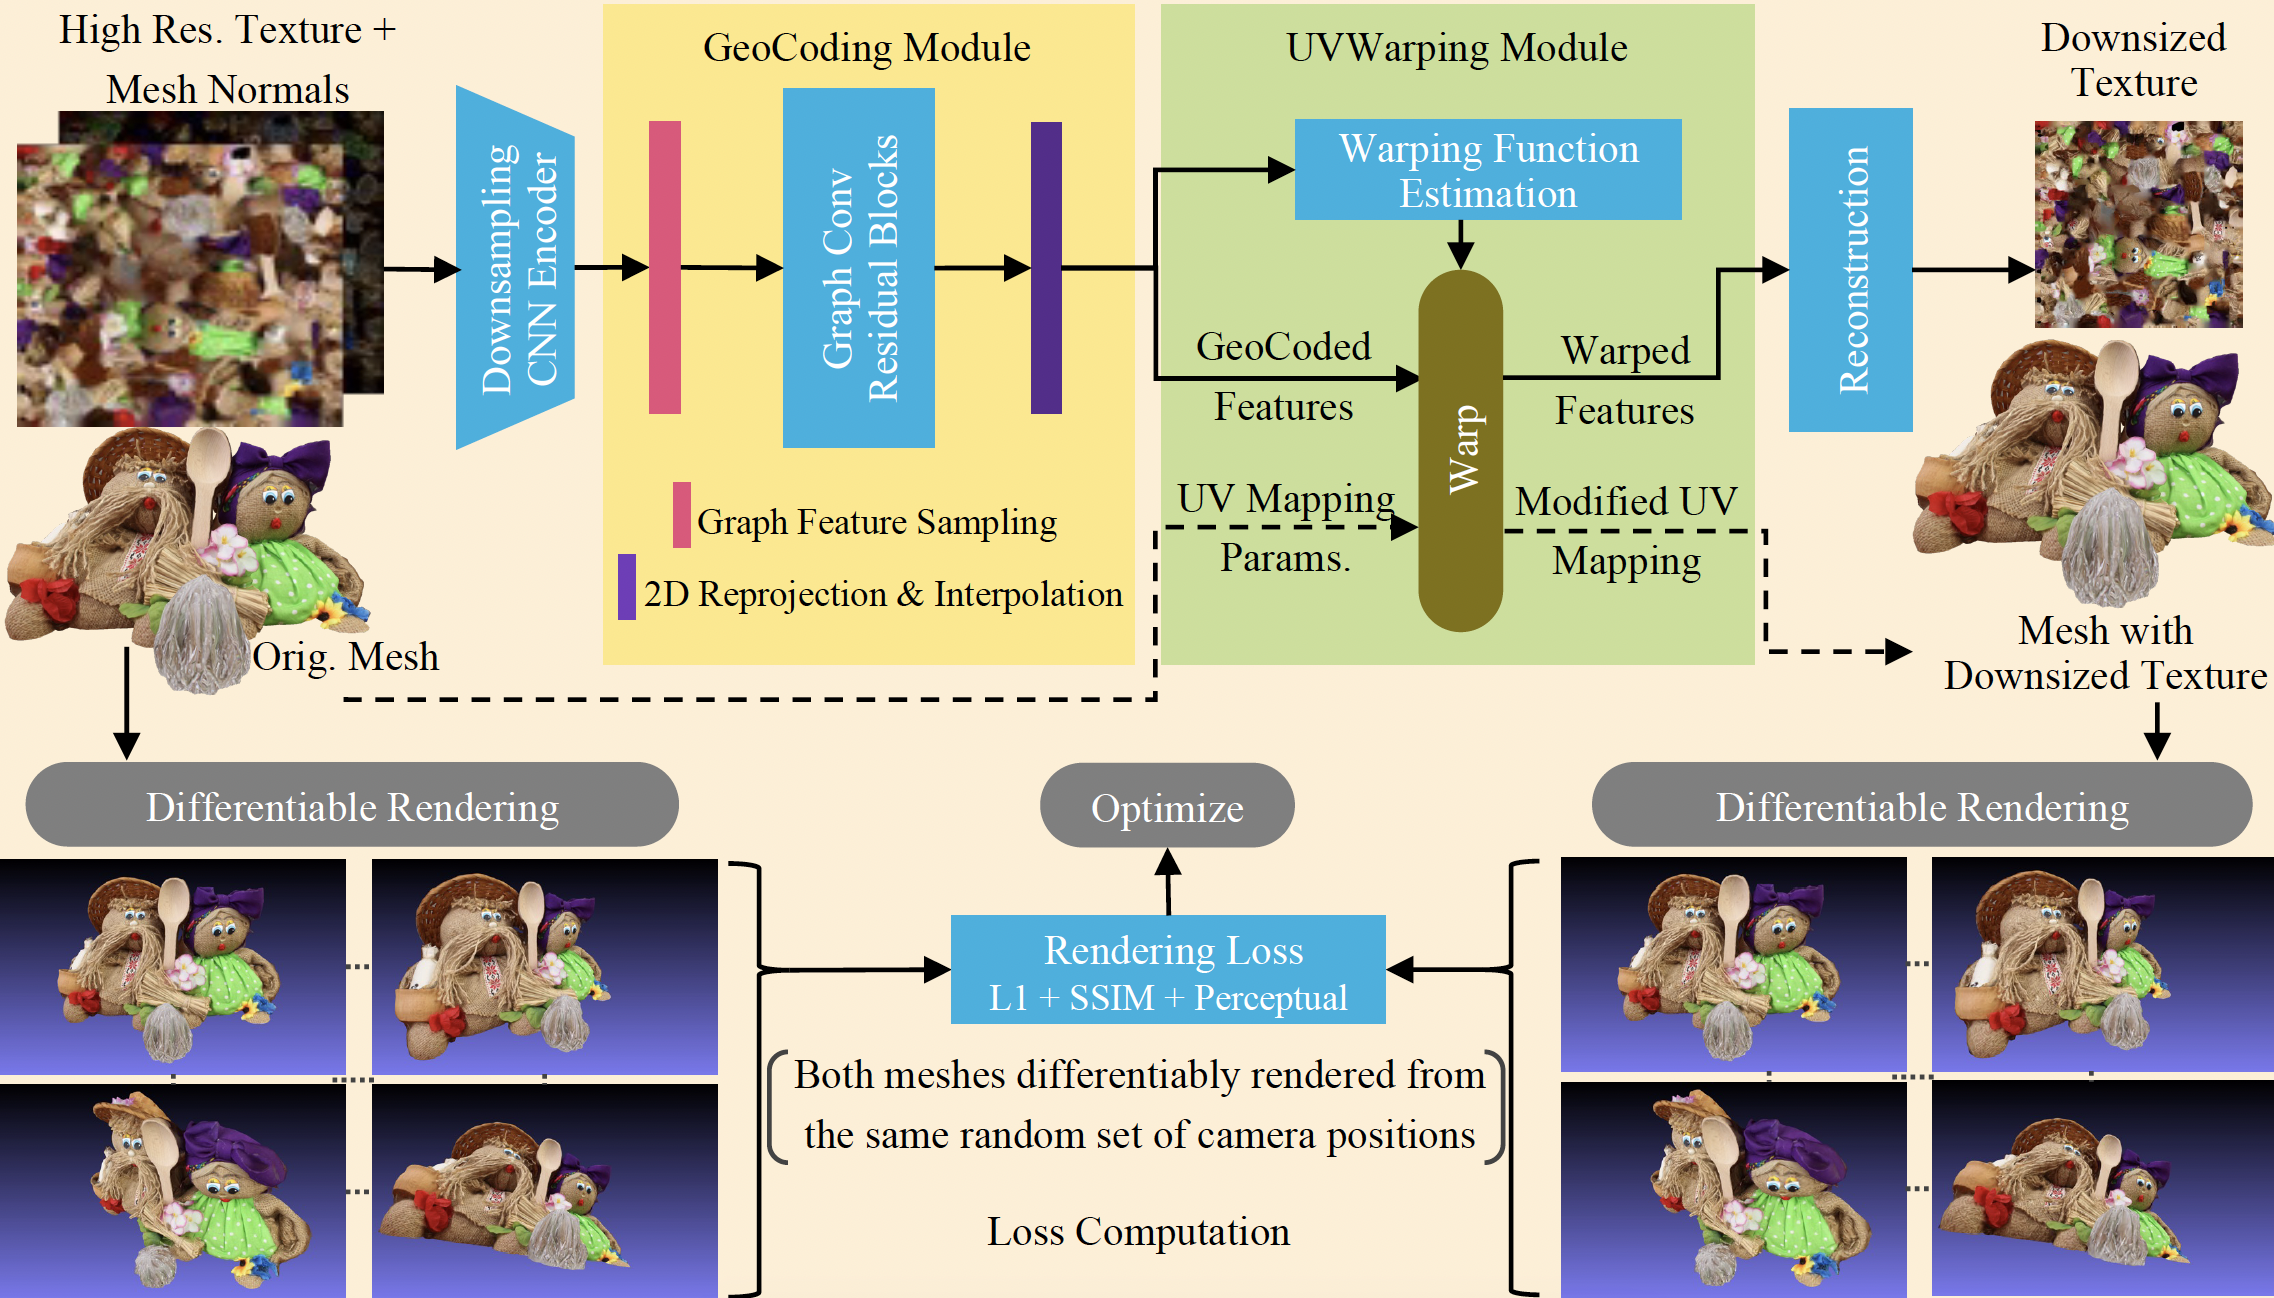 High Res. Texture +
Mesh Normals
Downsampling
CNN Encoder
GeoCoding Module
Graph Conv
Residual Blocks
Graph Feature Sampling
2D Reprojection & Interpolation
UVWarping Module
Warping Function
Estimation
GeoCoded
Features
Warp
Warped
Features
UV Mapping
Params.
Modified UV
Mapping
Reconstruction
Downsized
Texture
Orig. Mesh
Mesh with
Downsized Texture
Differentiable Rendering
Optimize
Differentiable Rendering
Rendering Loss
L1 + SSIM + Perceptual
Both meshes differentiably rendered from
the same random set of camera positions
Loss Computation